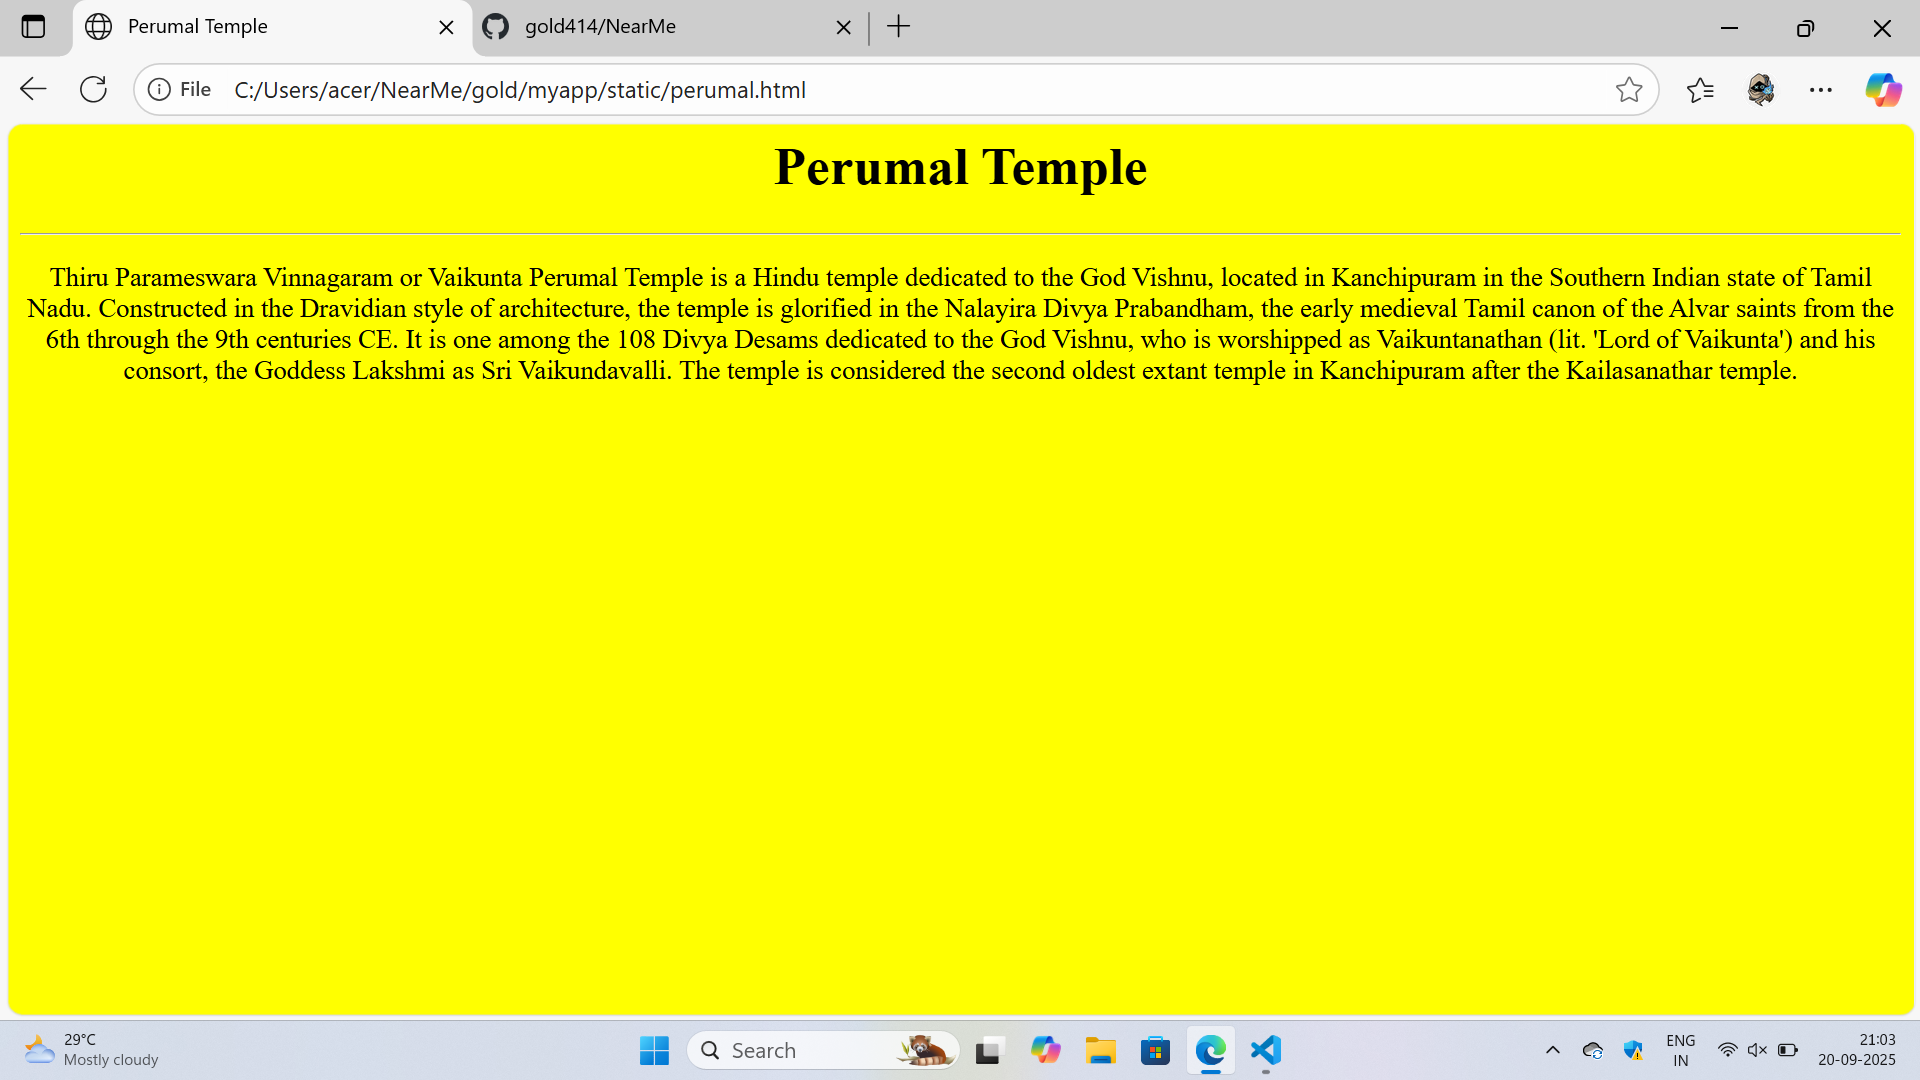 Perumal Temple
gold414/NearMe
File C:/Users/acer/NearMe/gold/myapp/static/perumal.html
Perumal Temple
Thiru Parameswara Vinnagaram or Vaikunta Perumal Temple is a Hindu temple dedicated to the God Vishnu, located in Kanchipuram in the Southern Indian state of Tamil
Nadu. Constructed in the Dravidian style of architecture, the temple is glorified in the Nalayira Divya Prabandham, the early medieval Tamil canon of the Alvar saints from the
6th through the 9th centuries CE. It is one among the 108 Divya Desams dedicated to the God Vishnu, who is worshipped as Vaikuntanathan (lit. 'Lord of Vaikunta') and his
consort, the Goddess Lakshmi as Sri Vaikundavalli. The temple is considered the second oldest extant temple in Kanchipuram after the Kailasanathar temple.
29°C
Mostly cloudy
Search
ENG
IN
21:03
20-09-2025